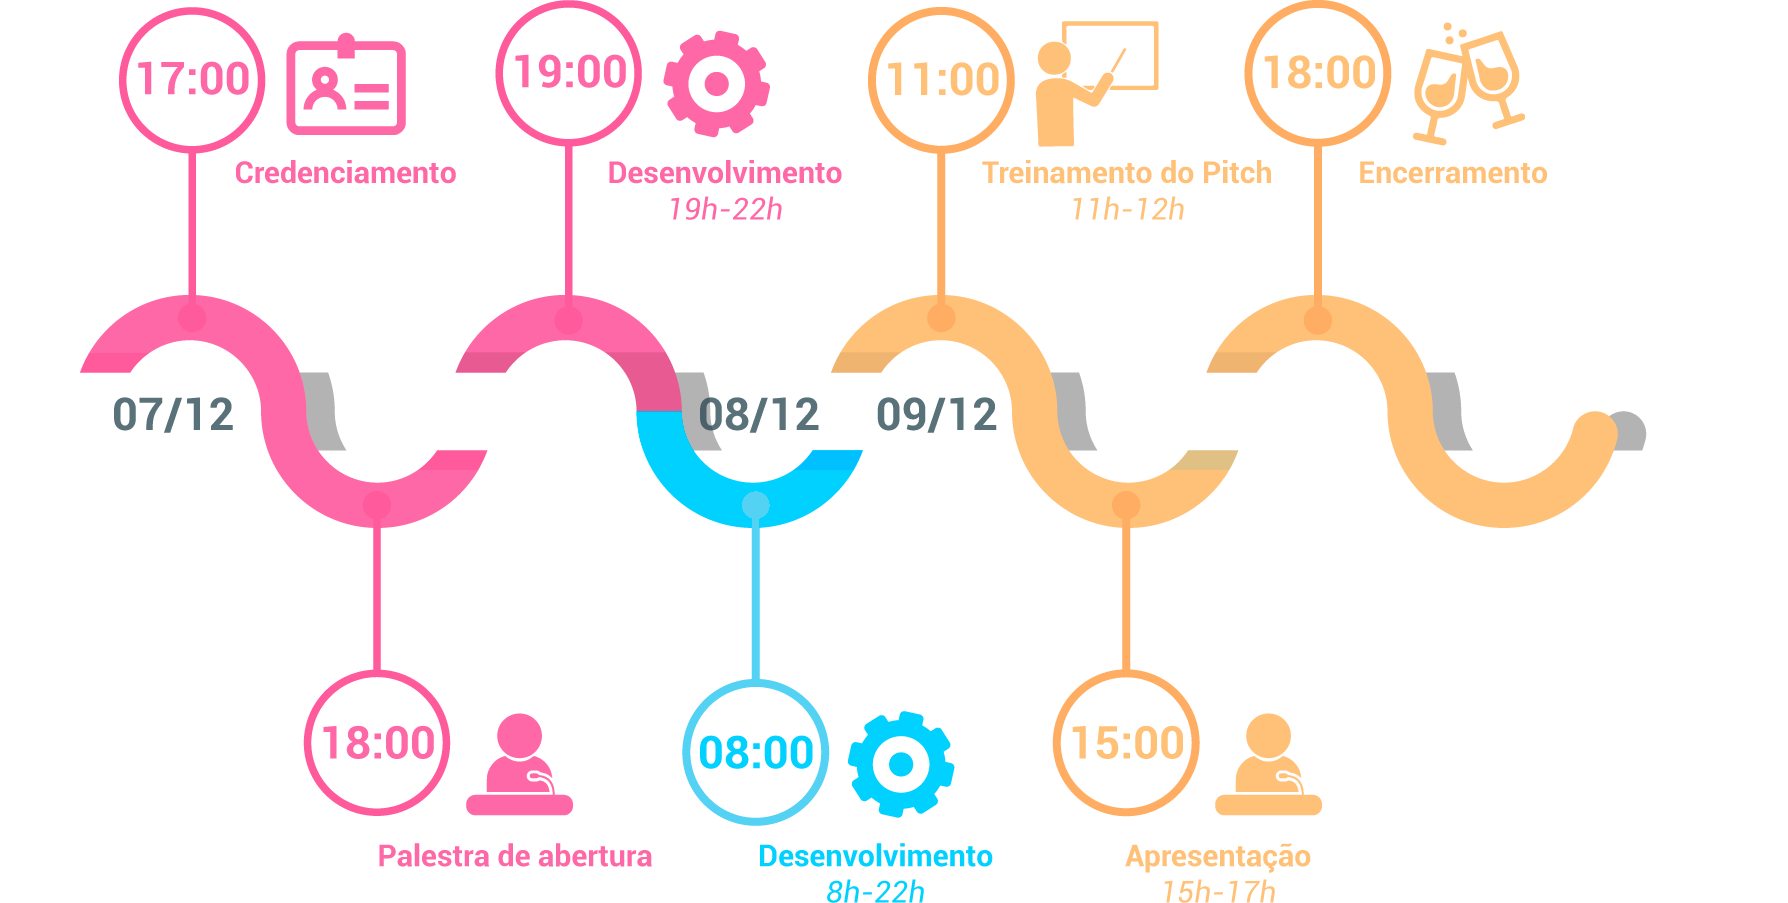 17:00
Credenciamento
19:00
Desenvolvimento
19h-22h
11:00
Treinamento do Pitch
11h-12h
18:00
Encerramento
07/12
08/12
09/12
18:00
Palestra de abertura
08:00
Desenvolvimento
8h-22h
15:00
Apresentação
15h-17h